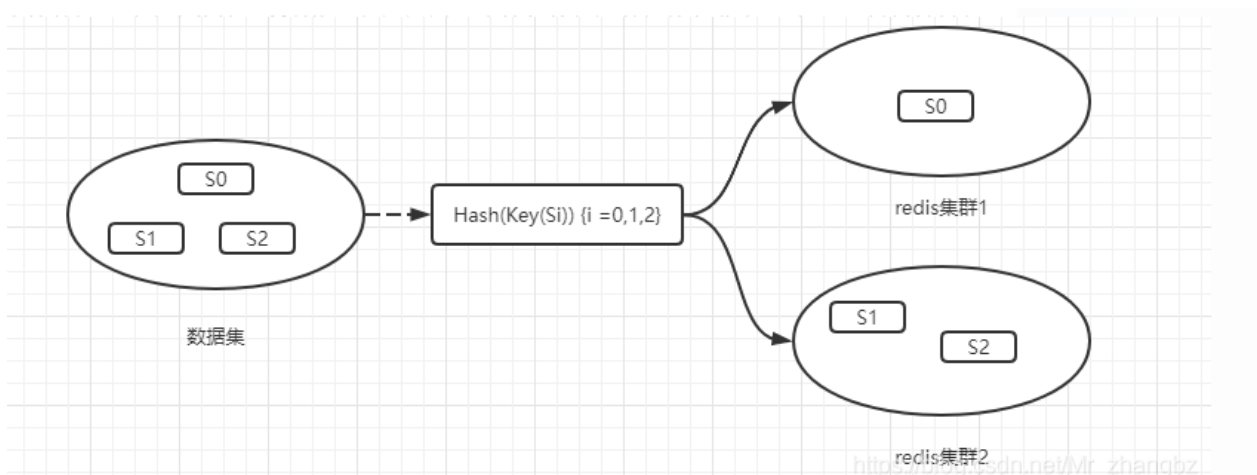 S0
S1
S2
数据集
Hash(Key(Si)) {i =0,1,2}
S0
redis集群1
S1
S2
redis集群2